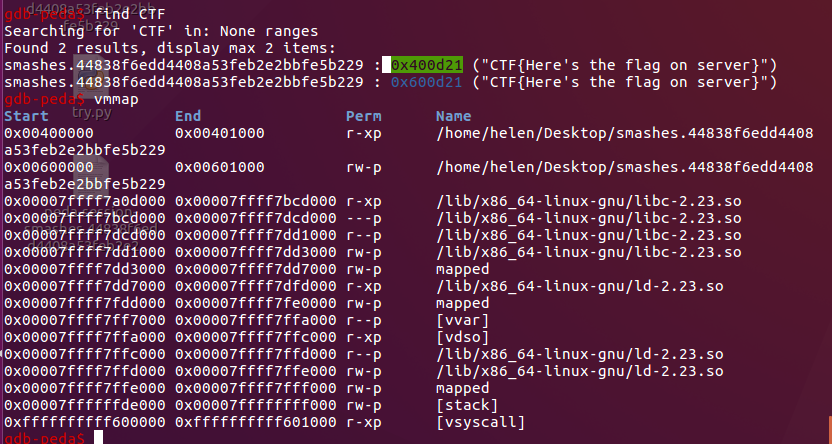 gdb-peda$ find CTF
Searching for 'CTF' in: None ranges
Found 2 results, display max 2 items:
smashes.44838f6edd4408a53feb2e2bbfe5b229 : 0x400d21 ("CTF{Here's the flag on server}")
smashes.44838f6edd4408a53feb2e2bbfe5b229 : 0x600d21 ("CTF{Here's the flag on server}")
gdb-peda$ vmmap
try.py
Start End Perm Name
0x00400000 0x00401000 r-xp /home/helen/Desktop/smashes.44838f6edd4408
a53feb2e2bbfe5b229
0x00600000 0x00601000 rw-p /home/helen/Desktop/smashes.44838f6edd4408
a53feb2e2bbfe5b229
0x00007ffff7a0d000 0x00007ffff7bcd000 r-xp /lib/x86_64-linux-gnu/libc-2.23.so
0x00007ffff7bcd000 0x00007ffff7dcd000 ---p /lib/x86_64-linux-gnu/libc-2.23.so
0x00007ffff7dcd000 0x00007ffff7dd1000 r--p /lib/x86_64-linux-gnu/libc-2.23.so
0x00007ffff7dd1000 0x00007ffff7dd3000 rw-p /lib/x86_64-linux-gnu/libc-2.23.so
0x00007ffff7dd3000 0x00007ffff7dd7000 rw-p mapped
0x00007ffff7dd7000 0x00007ffff7dfd000 r-xp /lib/x86_64-linux-gnu/ld-2.23.so
0x00007ffff7fdd000 0x00007ffff7fe0000 rw-p mapped
0x00007ffff7ff7000 0x00007ffff7ffa000 r--p [vvar]
0x00007ffff7ffa000 0x00007ffff7ffc000 r-xp [vdso]
0x00007ffff7ffc000 0x00007ffff7ffd000 r--p /lib/x86_64-linux-gnu/ld-2.23.so
0x00007ffff7ffd000 0x00007ffff7ffe000 rw-p /lib/x86_64-linux-gnu/ld-2.23.so
0x00007ffff7ffe000 0x00007ffff7fff000 rw-p mapped
0x00007ffffffde000 0x00007ffffffff000 rw-p [stack]
0xffffffffff600000 0xffffffffff601000 r-xp [vsyscall]
gdb-peda$